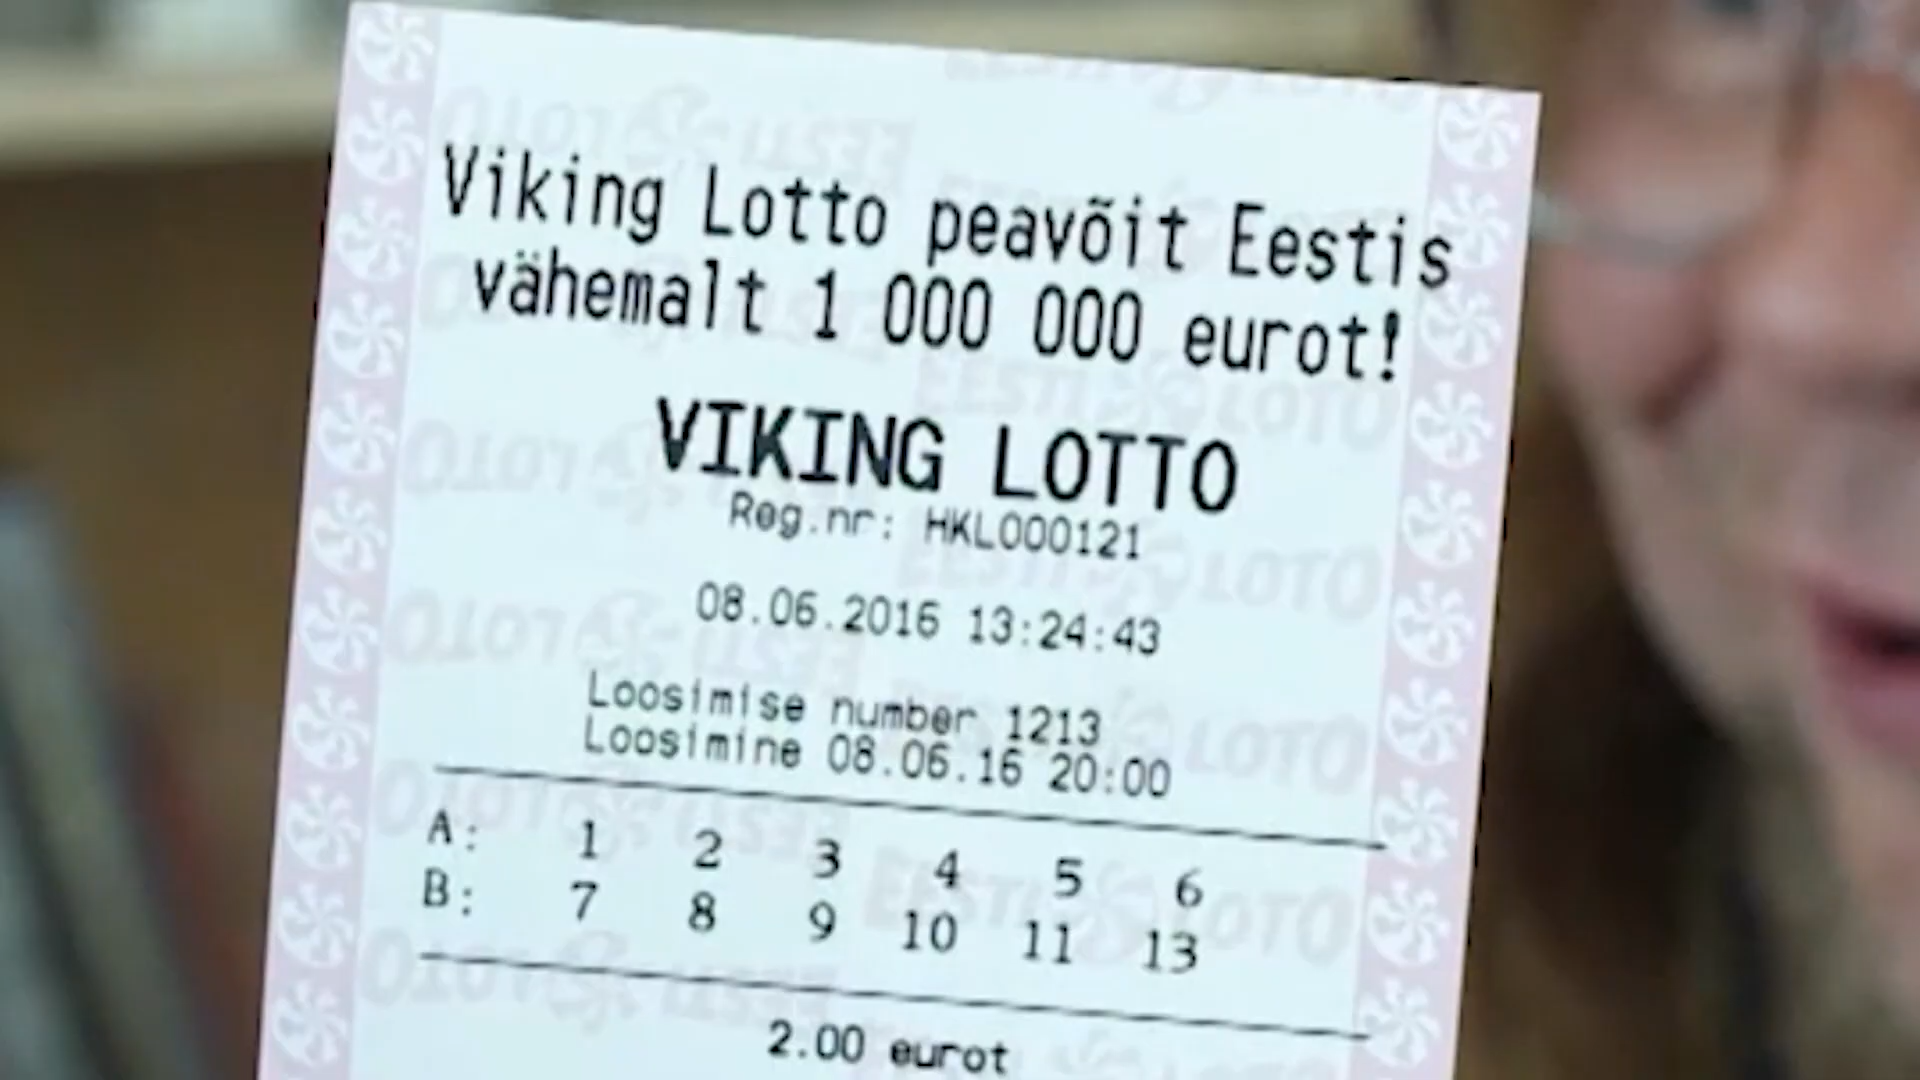 Viking Lotto peavõit Eestis
vähemalt 1 000 000 eurot!
VIKING LOTTO
Reg.nr: HKL000121
08.06.2016 13:24:43
Loosimise number 1213
Loosimine 08.06.16 20:00
A: 1 2 3 4 5 6
B: 7 8 9 10 11 13
2.00 eurot